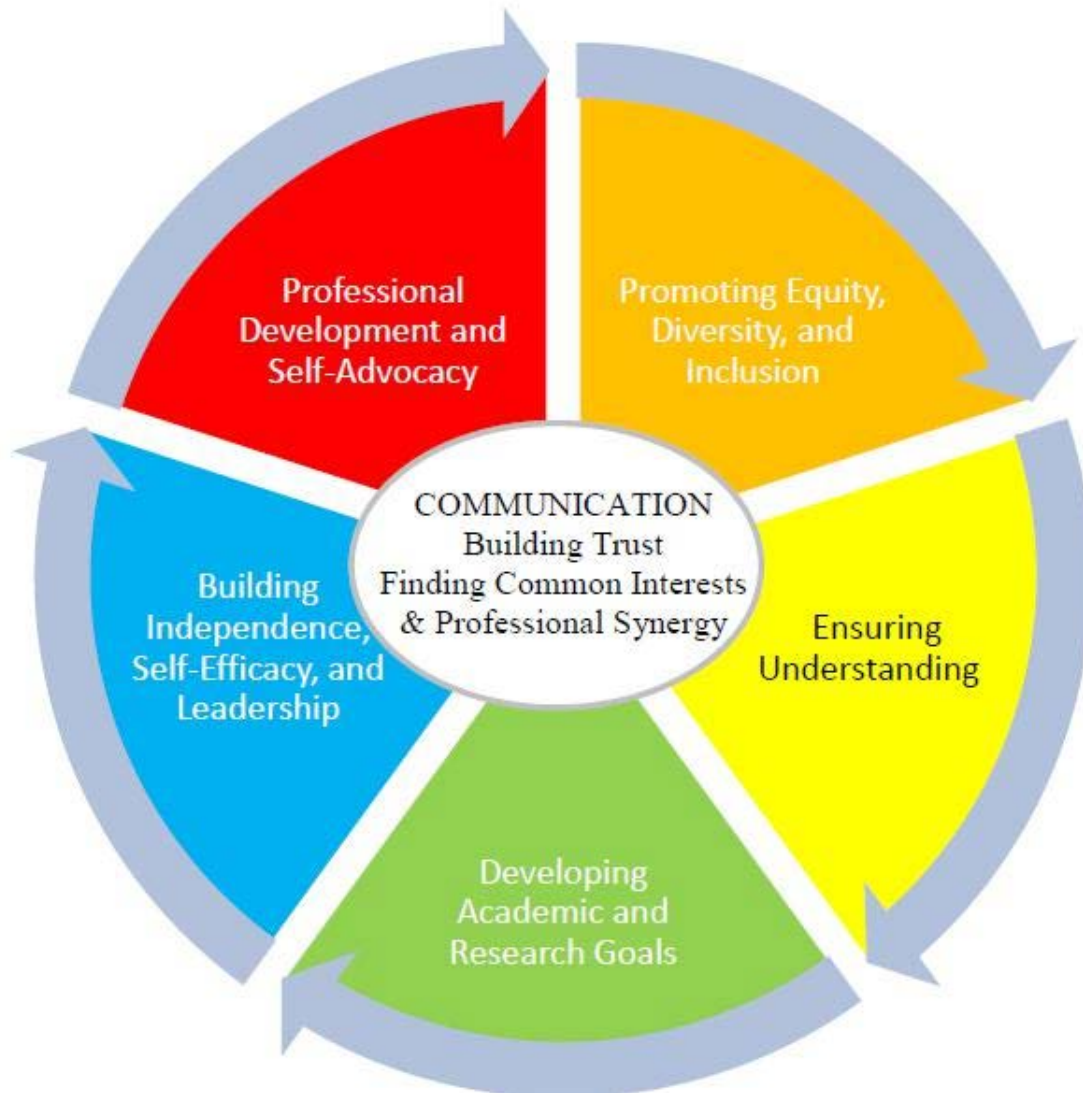 Professional
Development and
Self-Advocacy
Promoting Equity,
Diversity, and
Inclusion
COMMUNICATION
Building Trust
Finding Common Interests
& Professional Synergy
Building
Independence,
Self-Efficacy, and
Leadership
Ensuring
Understanding
Developing
Academic and
Research Goals